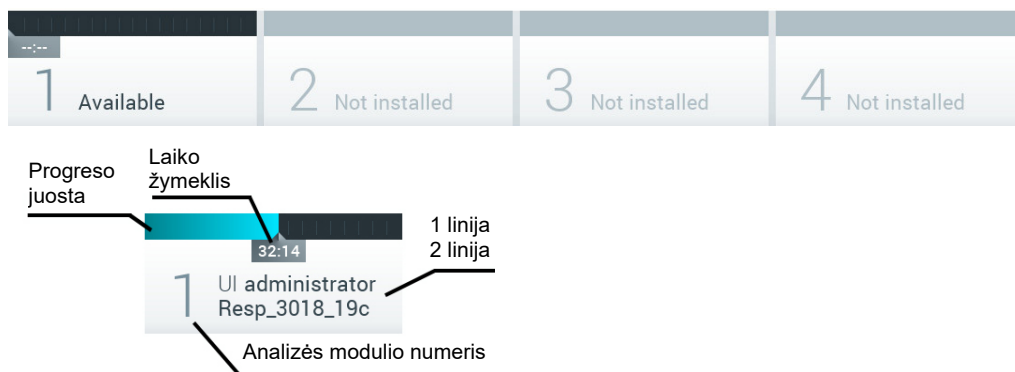 --:--
1 Available
2 Not installed
3 Not installed
4 Not installed
Progreso
juosta
Laiko
žymeklis
32:14
1 linija
2 linija
1
UI administrator
Resp_3018_19c
Analizės modulio numeris